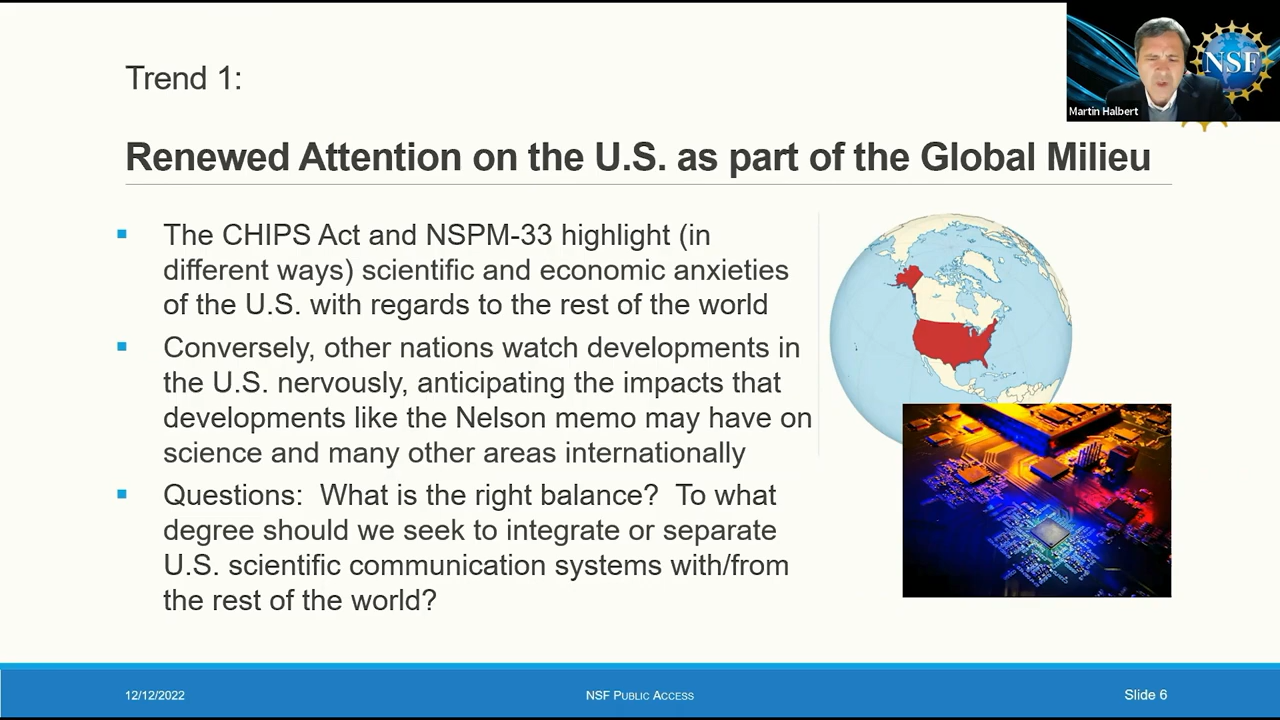 Trend 1:
Renewed Attention on the U.S. as part of the Global Milieu
The CHIPS Act and NSPM-33 highlight (in
different ways) scientific and economic anxieties
of the U.S. with regards to the rest of the world
Conversely, other nations watch developments in
the U.S. nervously, anticipating the impacts that
developments like the Nelson memo may have on
science and many other areas internationally
Questions: What is the right balance? To what
degree should we seek to integrate or separate
U.S. scientific communication systems with/from
the rest of the world?
NSF
Martin Halbert
12/12/2022
NSF PUBLIC ACCESS
Slide 6